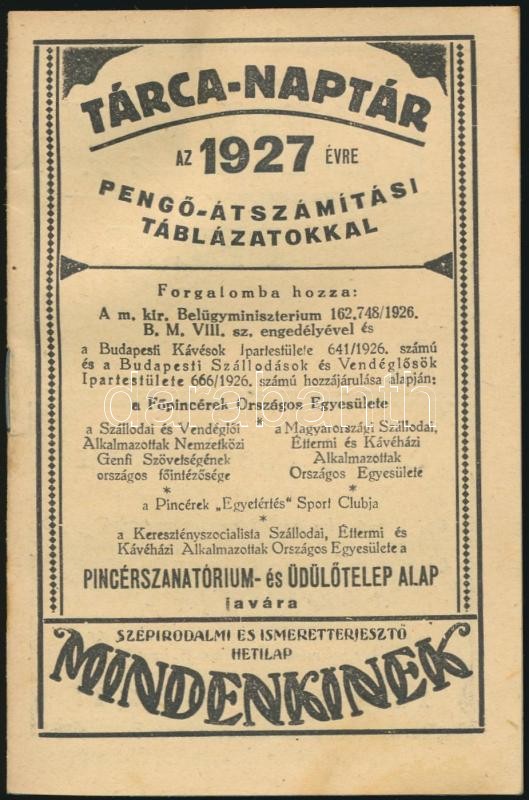 TÁRCA-NAPTÁR
AZ 1927 ÉVRE
PENGŐ-ÁTSZÁMÍTÁSI
TÁBLÁZATOKKAL
Forgalomba hozza:
A m. kir. Belügyminiszterium 162.748/1926.
B. M. VIII. sz. engedélyével és
a Budapesti Kávésok Ipartestülete 641/1926. számú
és a Budapesti Szállodások és Vendéglősök
Ipartestülete 666/1926. számú hozzájárulása alapján:
a Főpincérek Országos Egyesülete
*
a Szállodai és Vendéglői
Alkalmazottak Nemzetközi
Genfi Szövetségének
országos főintézősége
*
a Magyarországi Szállodai,
Éttermi és Kávéházi
Alkalmazottak
Országos Egyesülete
*
a Pincérek „Egyetértés" Sport Clubja
*
a Keresztényszocialista Szállodai, Éttermi és
Kávéházi Alkalmazottak Országos Egyesülete a
PINCÉRSZANATÓRIUM- és ÜDÜLŐTELEP ALAP
javára
SZÉPIRODALMI ÉS ISMERETTERJESZTŐ
HETILAP
MINDENKINEK
darabanth